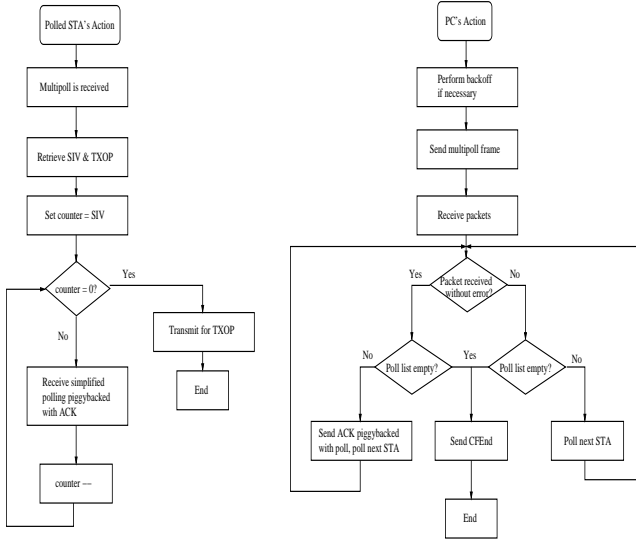 Polled STA's Action
Multipoll is received
Retrieve SIV & TXOP
Set counter = SIV
counter = 0?
Yes
No
Transmit for TXOP
End
Receive simplified
polling piggybacked
with ACK
counter −−
PC's Action
Perform backoff
if necessary
Send multipoll frame
Receive packets
Packet received
without error?
Yes
No
Poll list empty?
No
Yes
Poll list empty?
No
Send ACK piggybacked
with poll, poll next STA
Send CFEnd
Poll next STA
End